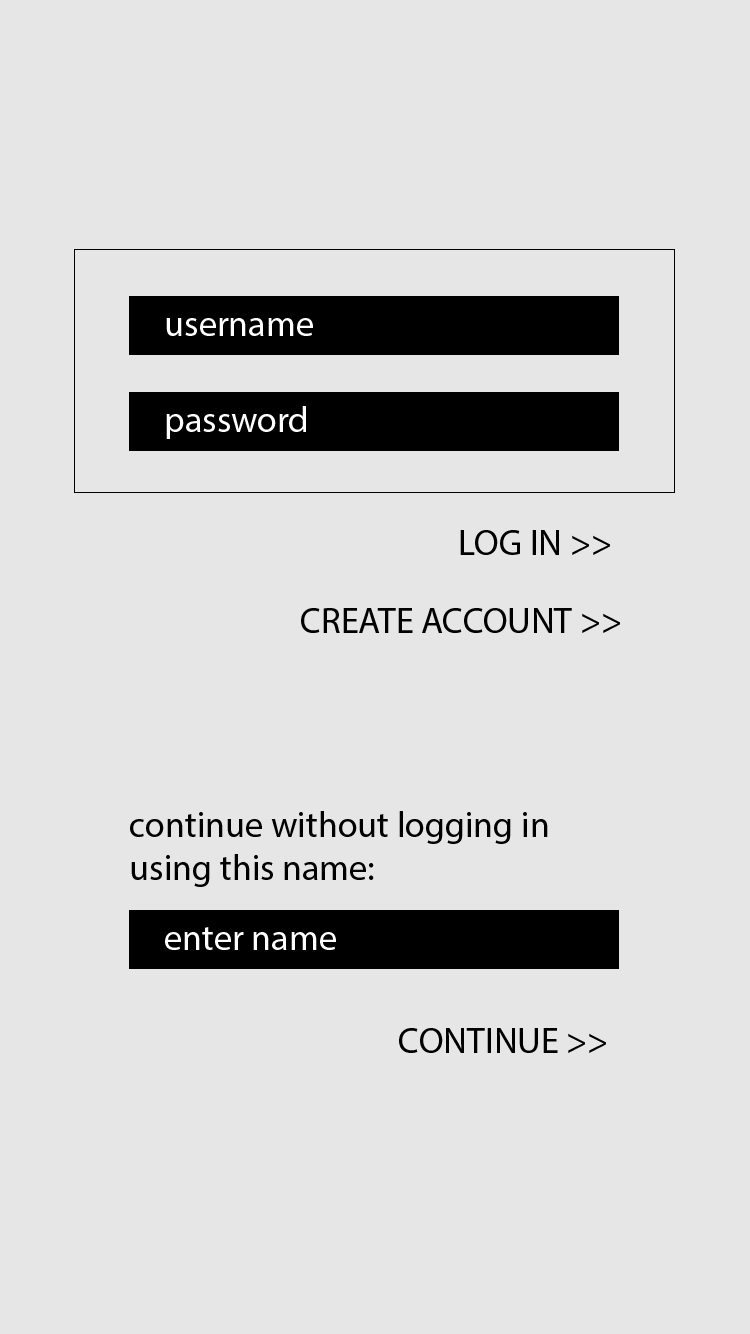 username
password
LOG IN >>
CREATE ACCOUNT >>
continue without logging in
using this name:
enter name
CONTINUE >>